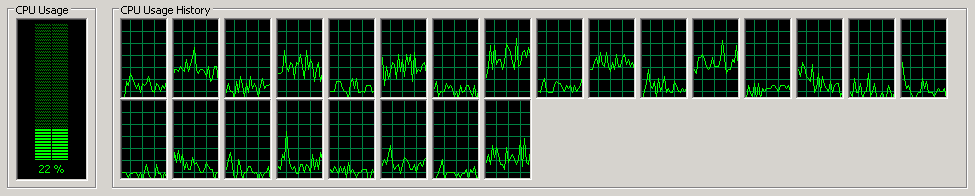 CPU Usage
CPU Usage History
22 %